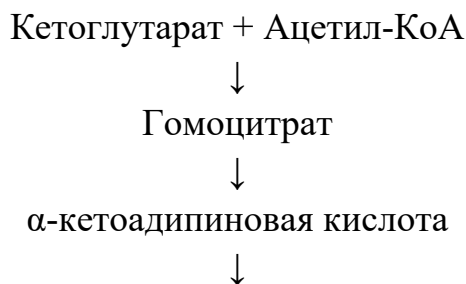 Кетоглутарат + Ацетил-КоА
↓
Гомоцитрат
↓
α-кетоадипиновая кислота
↓